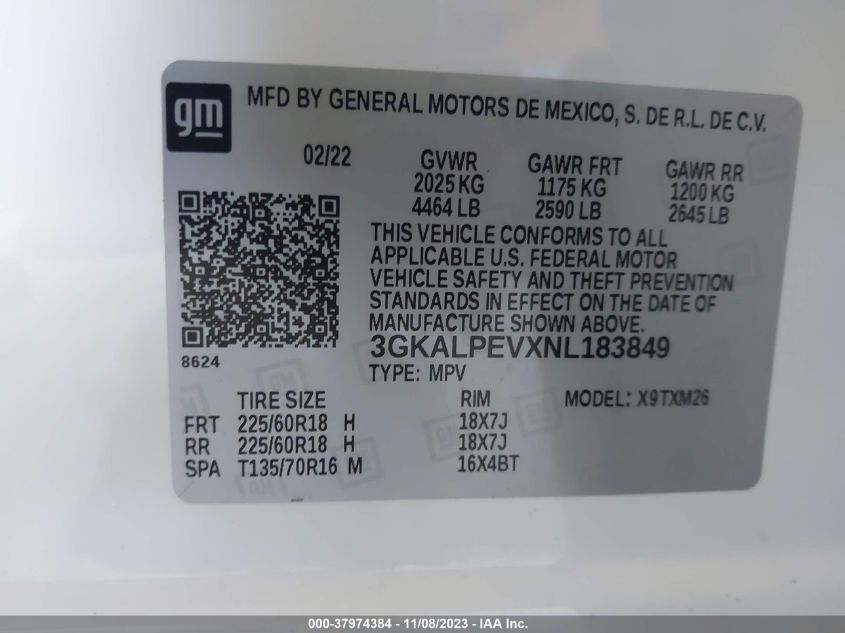 gm
MFD BY GENERAL MOTORS DE MEXICO, S. DE R.L. DE C.V.
02/22 GVWR GAWR FRT GAWR RR
2025 KG 1175 KG 1200 KG
4464 LB 2590 LB 2645 LB
THIS VEHICLE CONFORMS TO ALL
APPLICABLE U.S. FEDERAL MOTOR
VEHICLE SAFETY AND THEFT PREVENTION
STANDARDS IN EFFECT ON THE DATE OF
MANUFACTURE SHOWN ABOVE.
8624 3GKALPEVXNL183849
TYPE: MPV
TIRE SIZE RIM MODEL: X9TXM26
FRT 225/60R18 H 18X7J
RR 225/60R18 H 18X7J
SPA T135/70R16 M 16X4BT
000-37974384 - 11/08/2023 - IAA Inc.